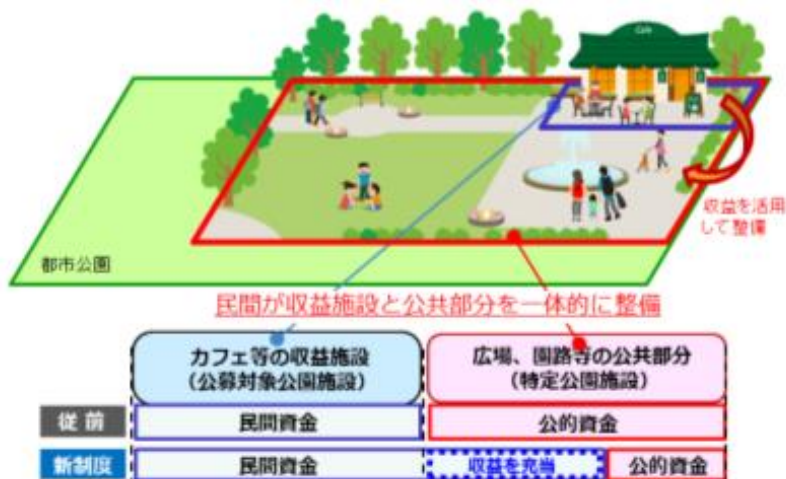 Cafe
収益を活用
して整備
都市公園
民間が収益施設と公共部分を一体的に整備
カフェ等の収益施設
(公募対象公園施設)
広場、園路等の公共部分
(特定公園施設)
従前
民間資金
公的資金
新制度
民間資金
収益を充当
公的資金